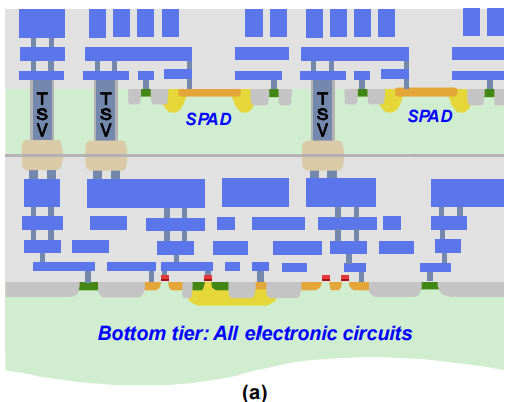 TSV
TSV
TSV
SPAD
SPAD
Bottom tier: All electronic circuits
(a)